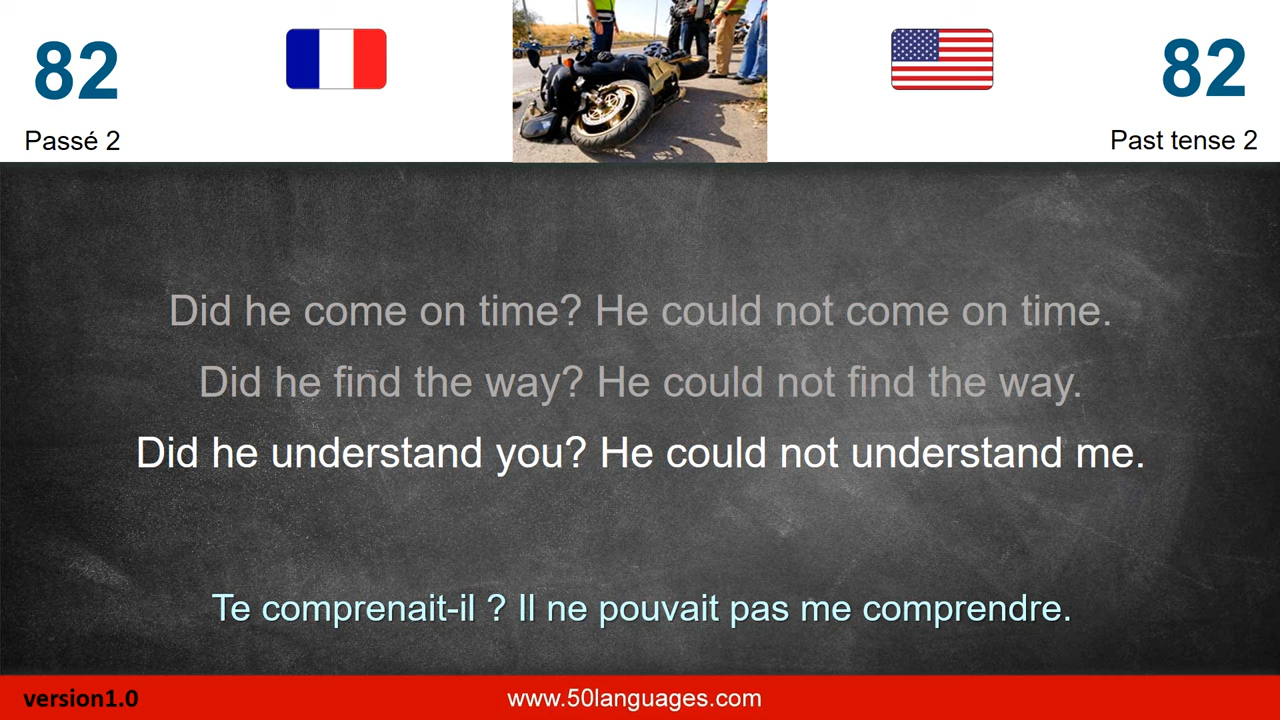 82
82
Passé 2
Past tense 2
Did he come on time? He could not come on time.
Did he find the way? He could not find the way.
Did he understand you? He could not understand me.
Te comprenait-il ? Il ne pouvait pas me comprendre.
version1.0
www.50languages.com